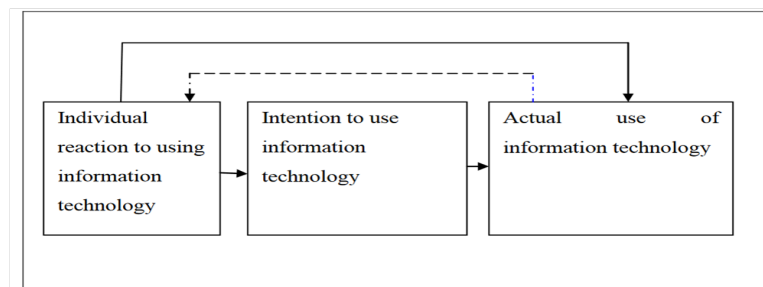 Individual
reaction to using
information
technology
Intention to use
information
technology
Actual use of
information technology